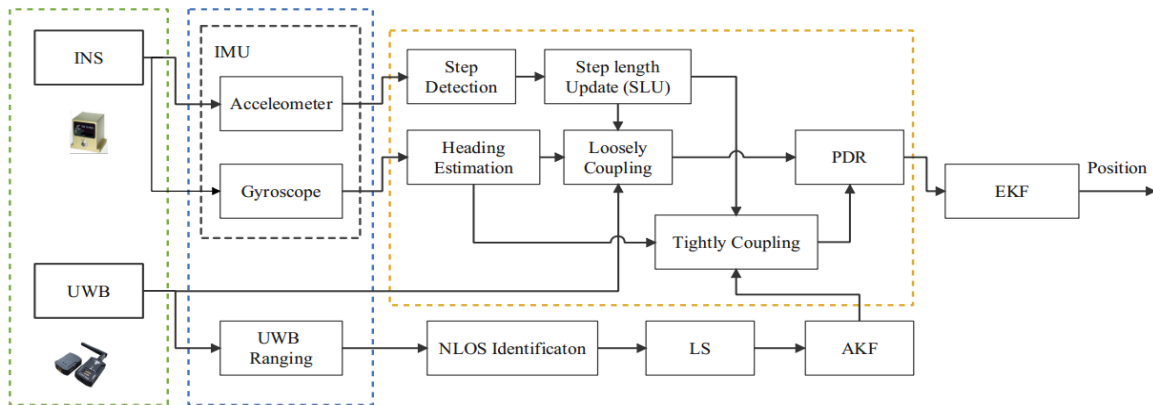 INS
IMU
Acceleometer
Gyroscope
Step
Detection
Step length
Update (SLU)
Heading
Estimation
Loosely
Coupling
PDR
Tightly Coupling
EKF
Position
UWB
UWB
Ranging
NLOS Identificaton
LS
AKF